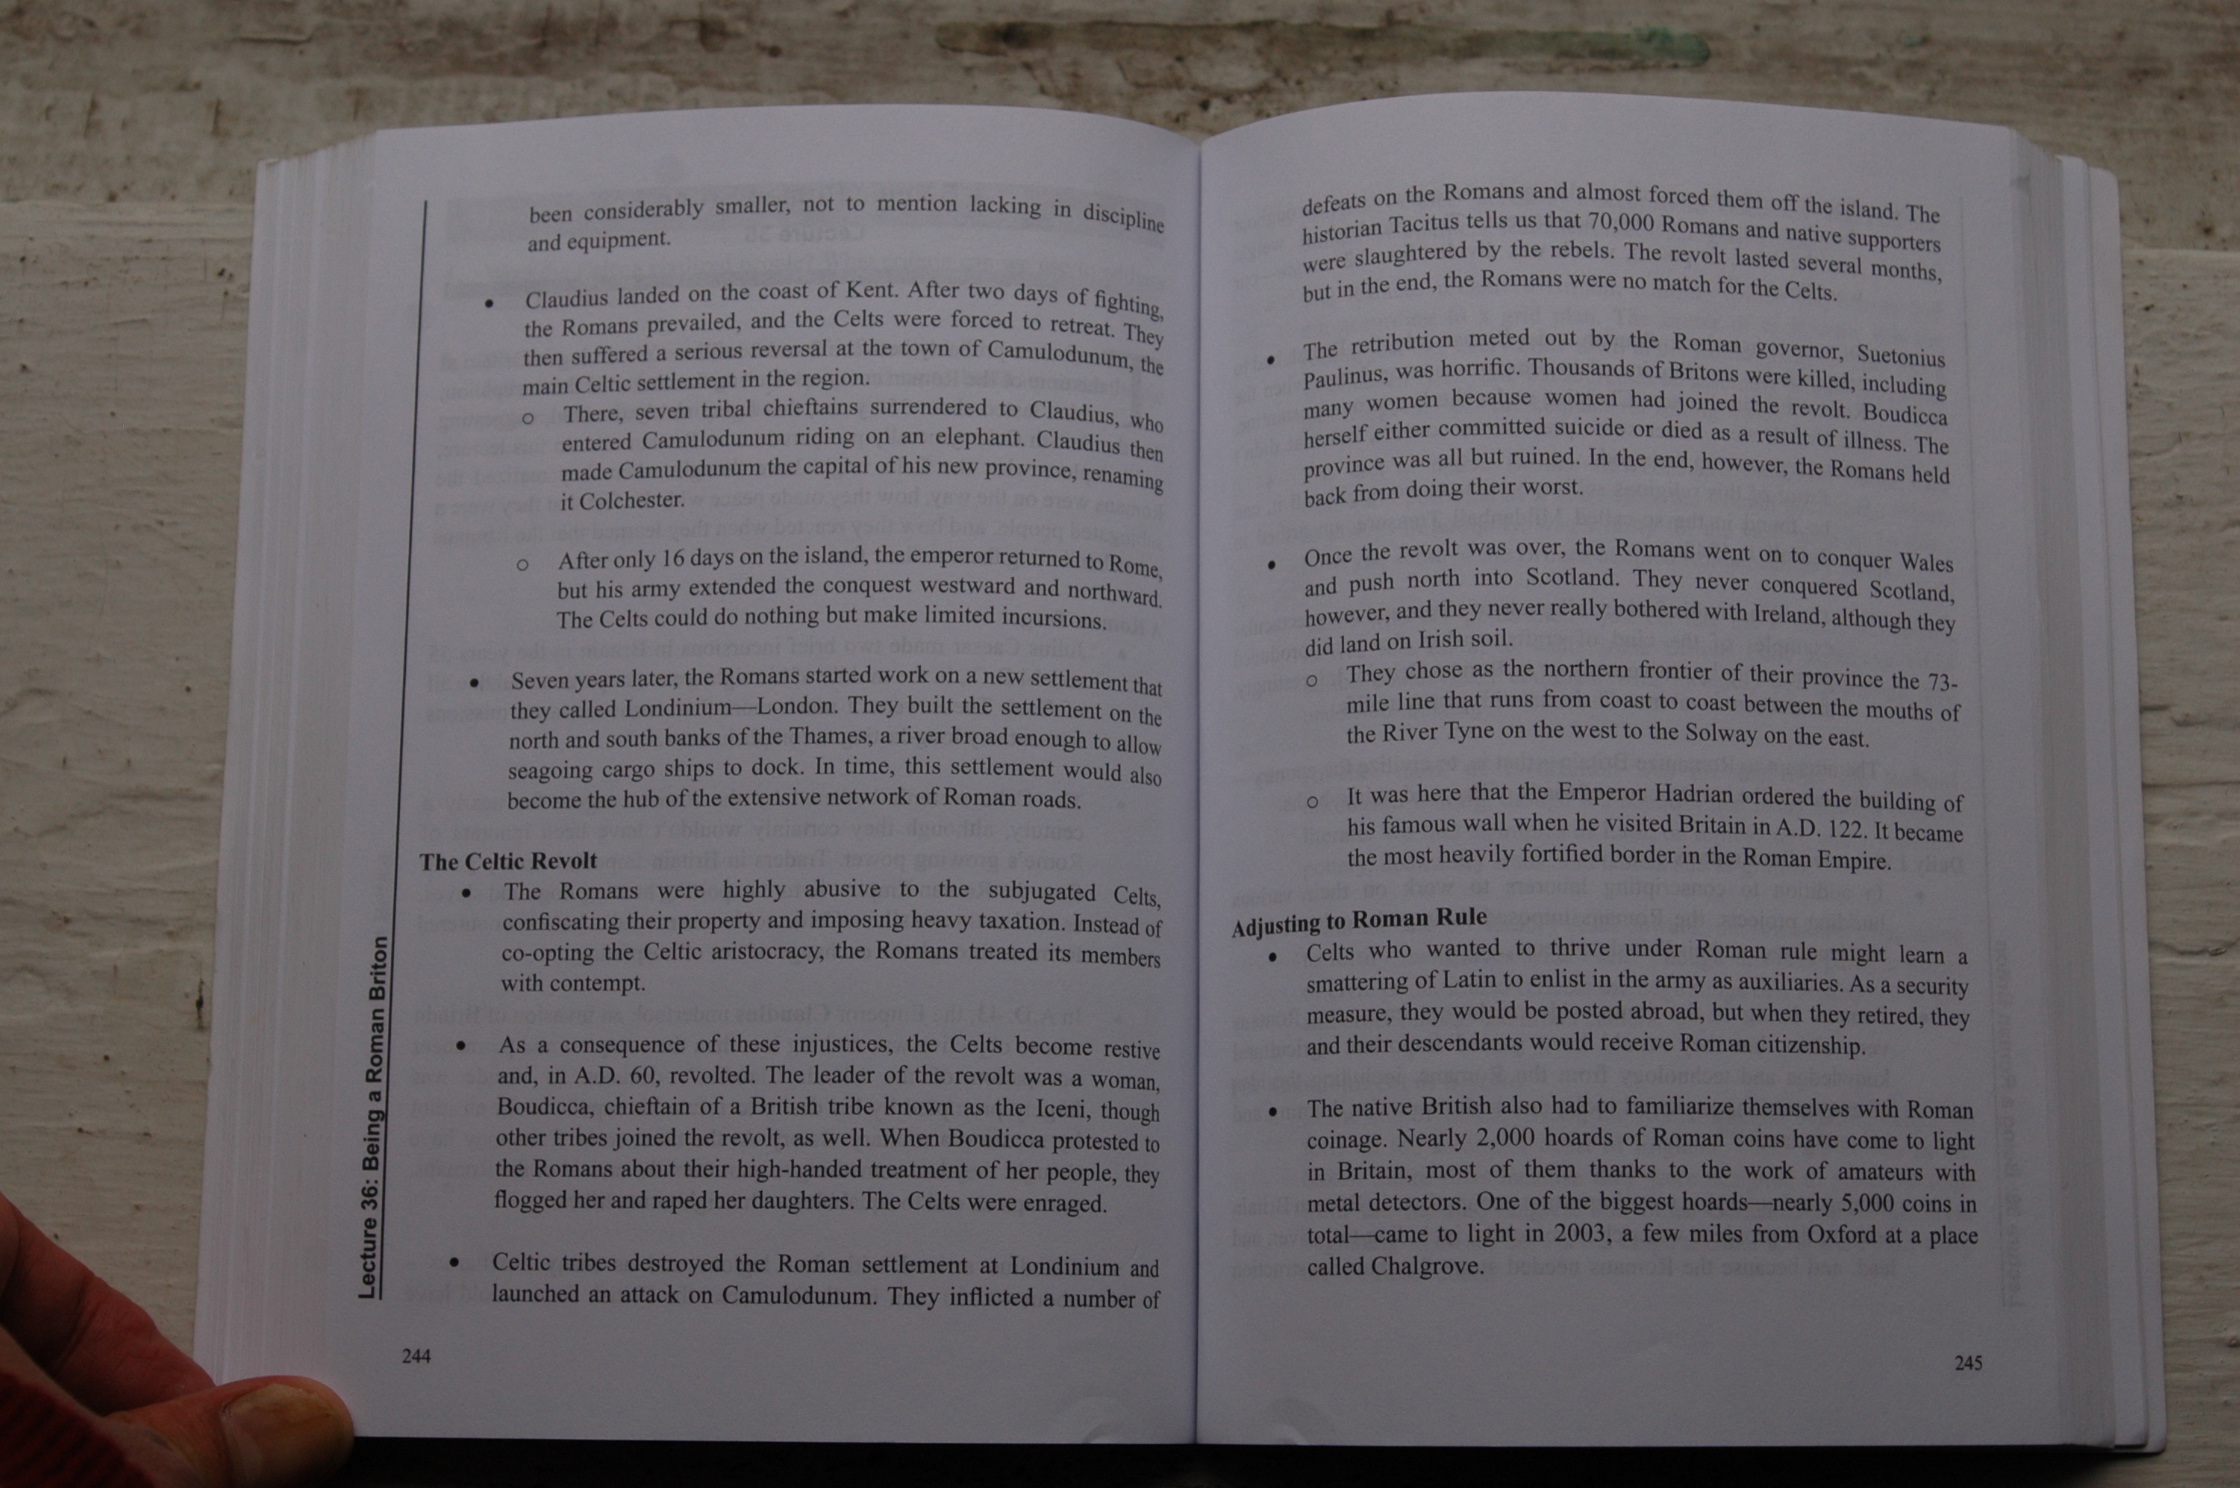 been considerably smaller, not to mention lacking in discipline
and equipment.
• Claudius landed on the coast of Kent. After two days of fighting,
the Romans prevailed, and the Celts were forced to retreat. They
then suffered a serious reversal at the town of Camulodunum, the
main Celtic settlement in the region.
o There, seven tribal chieftains surrendered to Claudius, who
entered Camulodunum riding on an elephant. Claudius then
made Camulodunum the capital of his new province, renaming
it Colchester.
o After only 16 days on the island, the emperor returned to Rome,
but his army extended the conquest westward and northward.
The Celts could do nothing but make limited incursions.
• Seven years later, the Romans started work on a new settlement that
they called Londinium—London. They built the settlement on the
north and south banks of the Thames, a river broad enough to allow
seagoing cargo ships to dock. In time, this settlement would also
become the hub of the extensive network of Roman roads.
The Celtic Revolt
• The Romans were highly abusive to the subjugated Celts,
confiscating their property and imposing heavy taxation. Instead of
co-opting the Celtic aristocracy, the Romans treated its members
with contempt.
• As a consequence of these injustices, the Celts become restive
and, in A.D. 60, revolted. The leader of the revolt was a woman,
Boudicca, chieftain of a British tribe known as the Iceni, though
other tribes joined the revolt, as well. When Boudicca protested to
the Romans about their high-handed treatment of her people, they
flogged her and raped her daughters. The Celts were enraged.
• Celtic tribes destroyed the Roman settlement at Londinium and
launched an attack on Camulodunum. They inflicted a number of
Lecture 36: Being a Roman Briton
244
defeats on the Romans and almost forced them off the island. The
historian Tacitus tells us that 70,000 Romans and native supporters
were slaughtered by the rebels. The revolt lasted several months,
but in the end, the Romans were no match for the Celts.
• The retribution meted out by the Roman governor, Suetonius
Paulinus, was horrific. Thousands of Britons were killed, including
many women because women had joined the revolt. Boudicca
herself either committed suicide or died as a result of illness. The
province was all but ruined. In the end, however, the Romans held
back from doing their worst.
• Once the revolt was over, the Romans went on to conquer Wales
and push north into Scotland. They never conquered Scotland,
however, and they never really bothered with Ireland, although they
did land on Irish soil.
o They chose as the northern frontier of their province the 73-
mile line that runs from coast to coast between the mouths of
the River Tyne on the west to the Solway on the east.
o It was here that the Emperor Hadrian ordered the building of
his famous wall when he visited Britain in A.D. 122. It became
the most heavily fortified border in the Roman Empire.
Adjusting to Roman Rule
• Celts who wanted to thrive under Roman rule might learn a
smattering of Latin to enlist in the army as auxiliaries. As a security
measure, they would be posted abroad, but when they retired, they
and their descendants would receive Roman citizenship.
• The native British also had to familiarize themselves with Roman
coinage. Nearly 2,000 hoards of Roman coins have come to light
in Britain, most of them thanks to the work of amateurs with
metal detectors. One of the biggest hoards—nearly 5,000 coins in
total—came to light in 2003, a few miles from Oxford at a place
called Chalgrove.
245